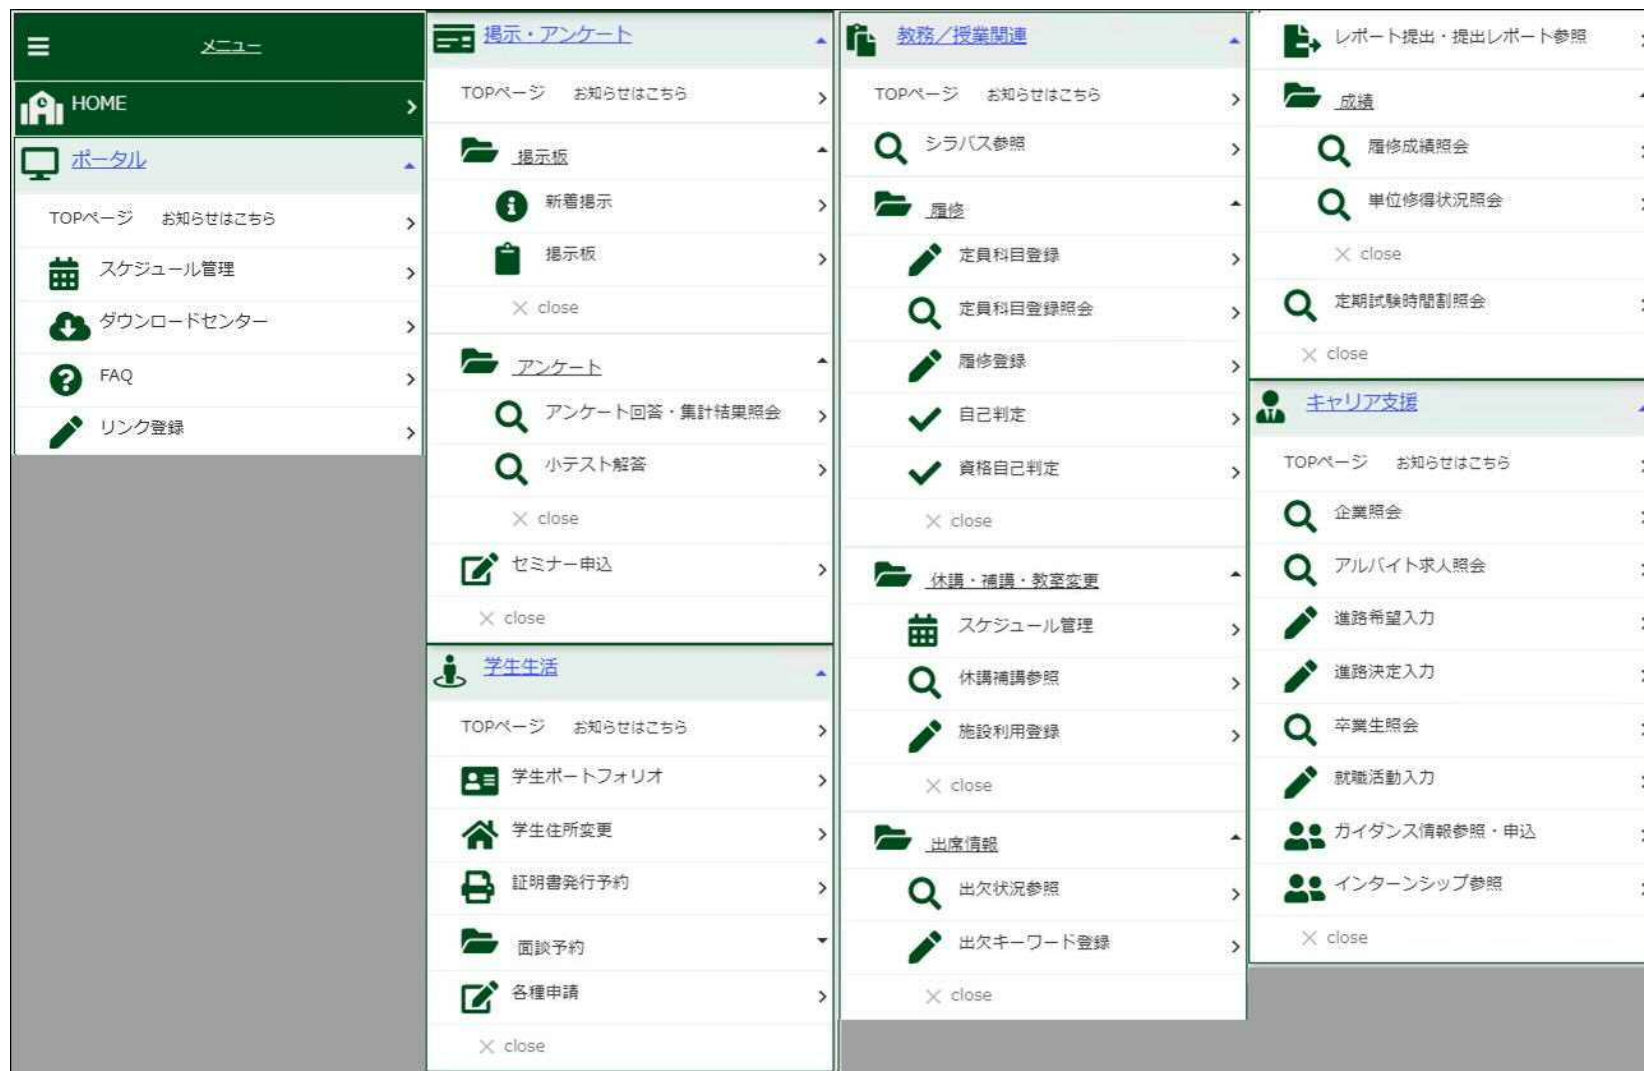 メニュー
HOME
ポータル
TOPページ お知らせはこちら
スケジュール管理
ダウンロードセンター
FAQ
リンク登録
掲示・アンケート
TOPページ お知らせはこちら
掲示板
新着掲示
掲示板
× close
アンケート
アンケート回答・集計結果照会
小テスト解答
× close
セミナー申込
× close
学生生活
TOPページ お知らせはこちら
学生ポートフォリオ
学生住所変更
証明書発行予約
面談予約
各種申請
× close
教務／授業関連
TOPページ お知らせはこちら
シラバス参照
履修
定員科目登録
定員科目登録照会
履修登録
自己判定
資格自己判定
× close
休講・補講・教室変更
スケジュール管理
休講補講参照
施設利用登録
× close
出席情報
出欠状況参照
出欠キーワード登録
× close
レポート提出・提出レポート参照
成績
履修成績照会
単位修得状況照会
× close
定期試験時間割照会
× close
キャリア支援
TOPページ お知らせはこちら
企業照会
アルバイト求人照会
進路希望入力
進路決定入力
卒業生照会
就職活動入力
ガイダンス情報参照・申込
インターンシップ参照
× close